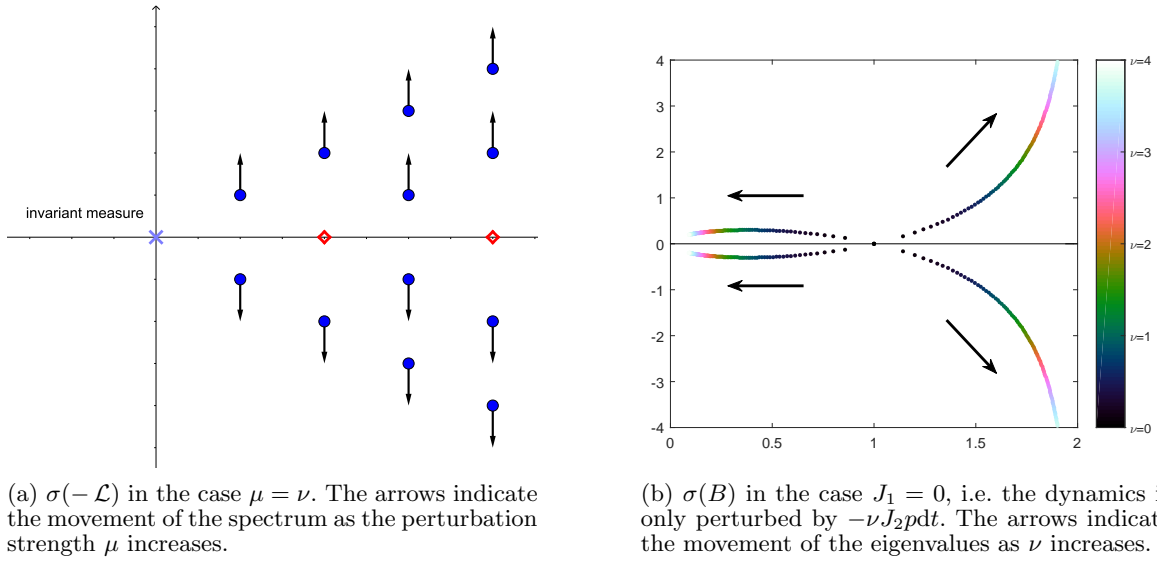 invariant measure
4
3
2
1
0
-1
-2
-3
-4
0
0.5
1
1.5
2
ν=4
ν=3
ν=2
ν=1
ν=0
(a) σ(− ℒ) in the case μ = ν. The arrows indicate
the movement of the spectrum as the perturbation
strength μ increases.
(b) σ(B) in the case J₁ = 0, i.e. the dynamics i
only perturbed by −νJ₂pdt. The arrows indicat
the movement of the eigenvalues as ν increases.